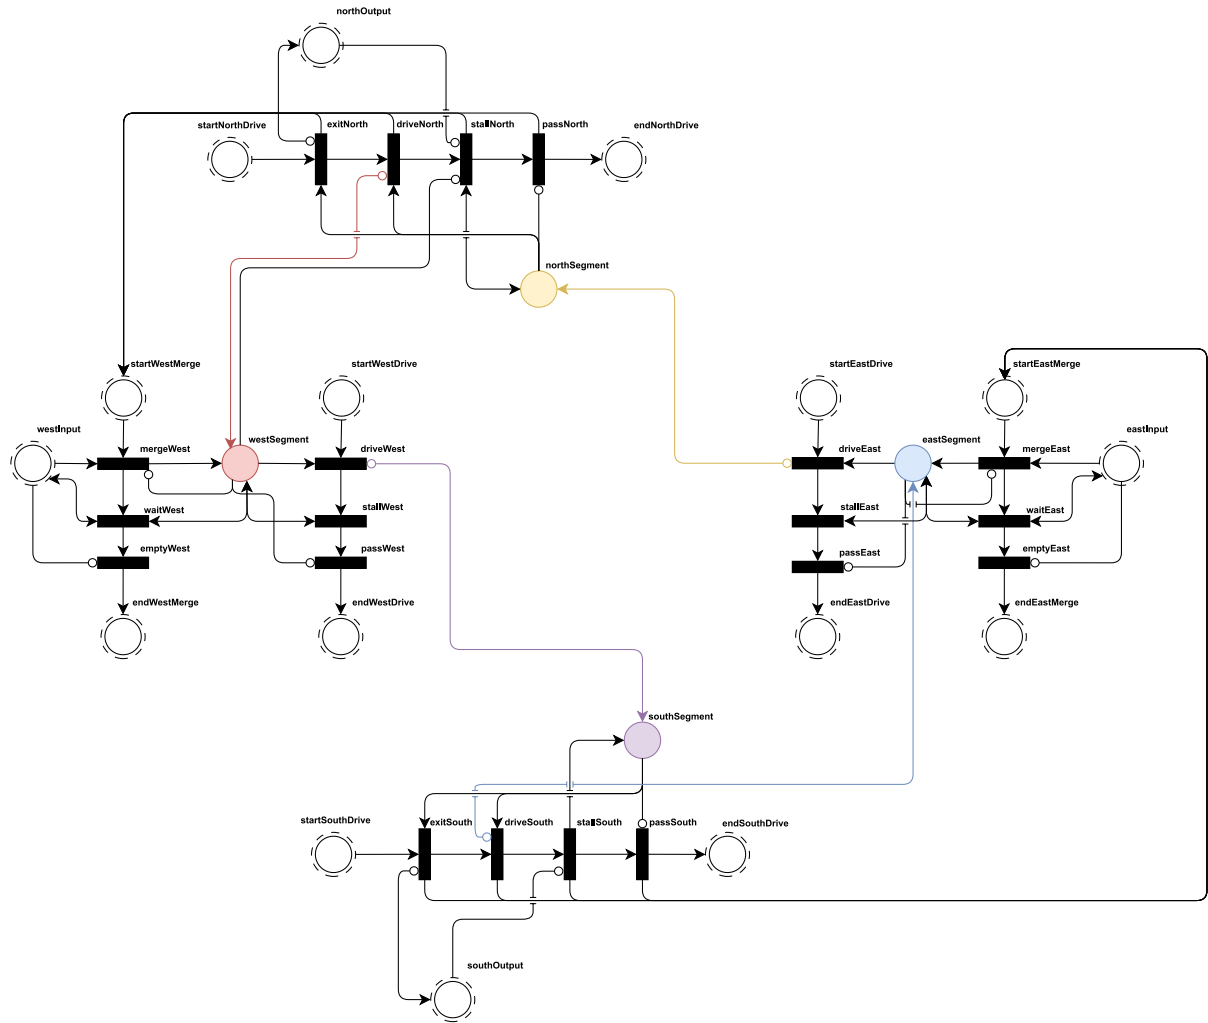 northOutput
startNorthDrive
exitNorth
driveNorth
stallNorth
passNorth
endNorthDrive
northSegment
startWestMerge
startWestDrive
startEastDrive
startEastMerge
westInput
mergeWest
westSegment
driveWest
driveEast
eastSegment
mergeEast
eastInput
waitWest
stallWest
stallEast
waitEast
emptyWest
passWest
passEast
emptyEast
endWestMerge
endWestDrive
endEastDrive
endEastMerge
southSegment
startSouthDrive
exitSouth
driveSouth
stallSouth
passSouth
endSouthDrive
southOutput